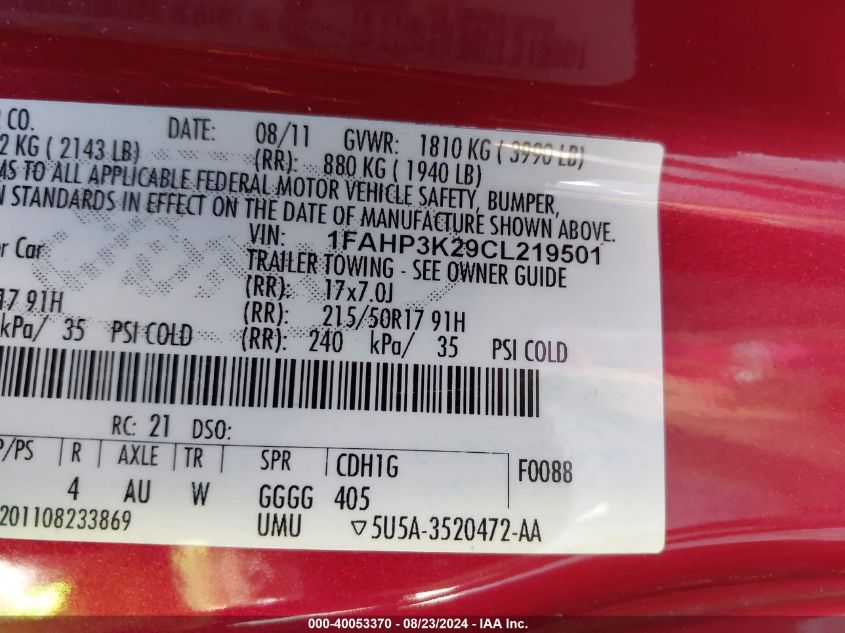 CO.
DATE: 08/11 GVWR: 1810 KG ( 3990 LB)
2 KG ( 2143 LB) (RR): 880 KG ( 1940 LB)
MS TO ALL APPLICABLE FEDERAL MOTOR VEHICLE SAFETY, BUMPER,
N STANDARDS IN EFFECT ON THE DATE OF MANUFACTURE SHOWN ABOVE.
VIN: 1FAHP3K29CL219501
er Car TRAILER TOWING - SEE OWNER GUIDE
(RR): 17x7.0J
17 91H (RR): 215/50R17 91H
kPa/ 35 PSI COLD (RR): 240 kPa/ 35 PSI COLD
RC: 21 DSO:
P/PS R AXLE TR SPR CDH1G F0088
4 AU W GGGG 405
201108233869 UMU ▽5U5A-3520472-AA
000-40053370 - 08/23/2024 - IAA Inc.